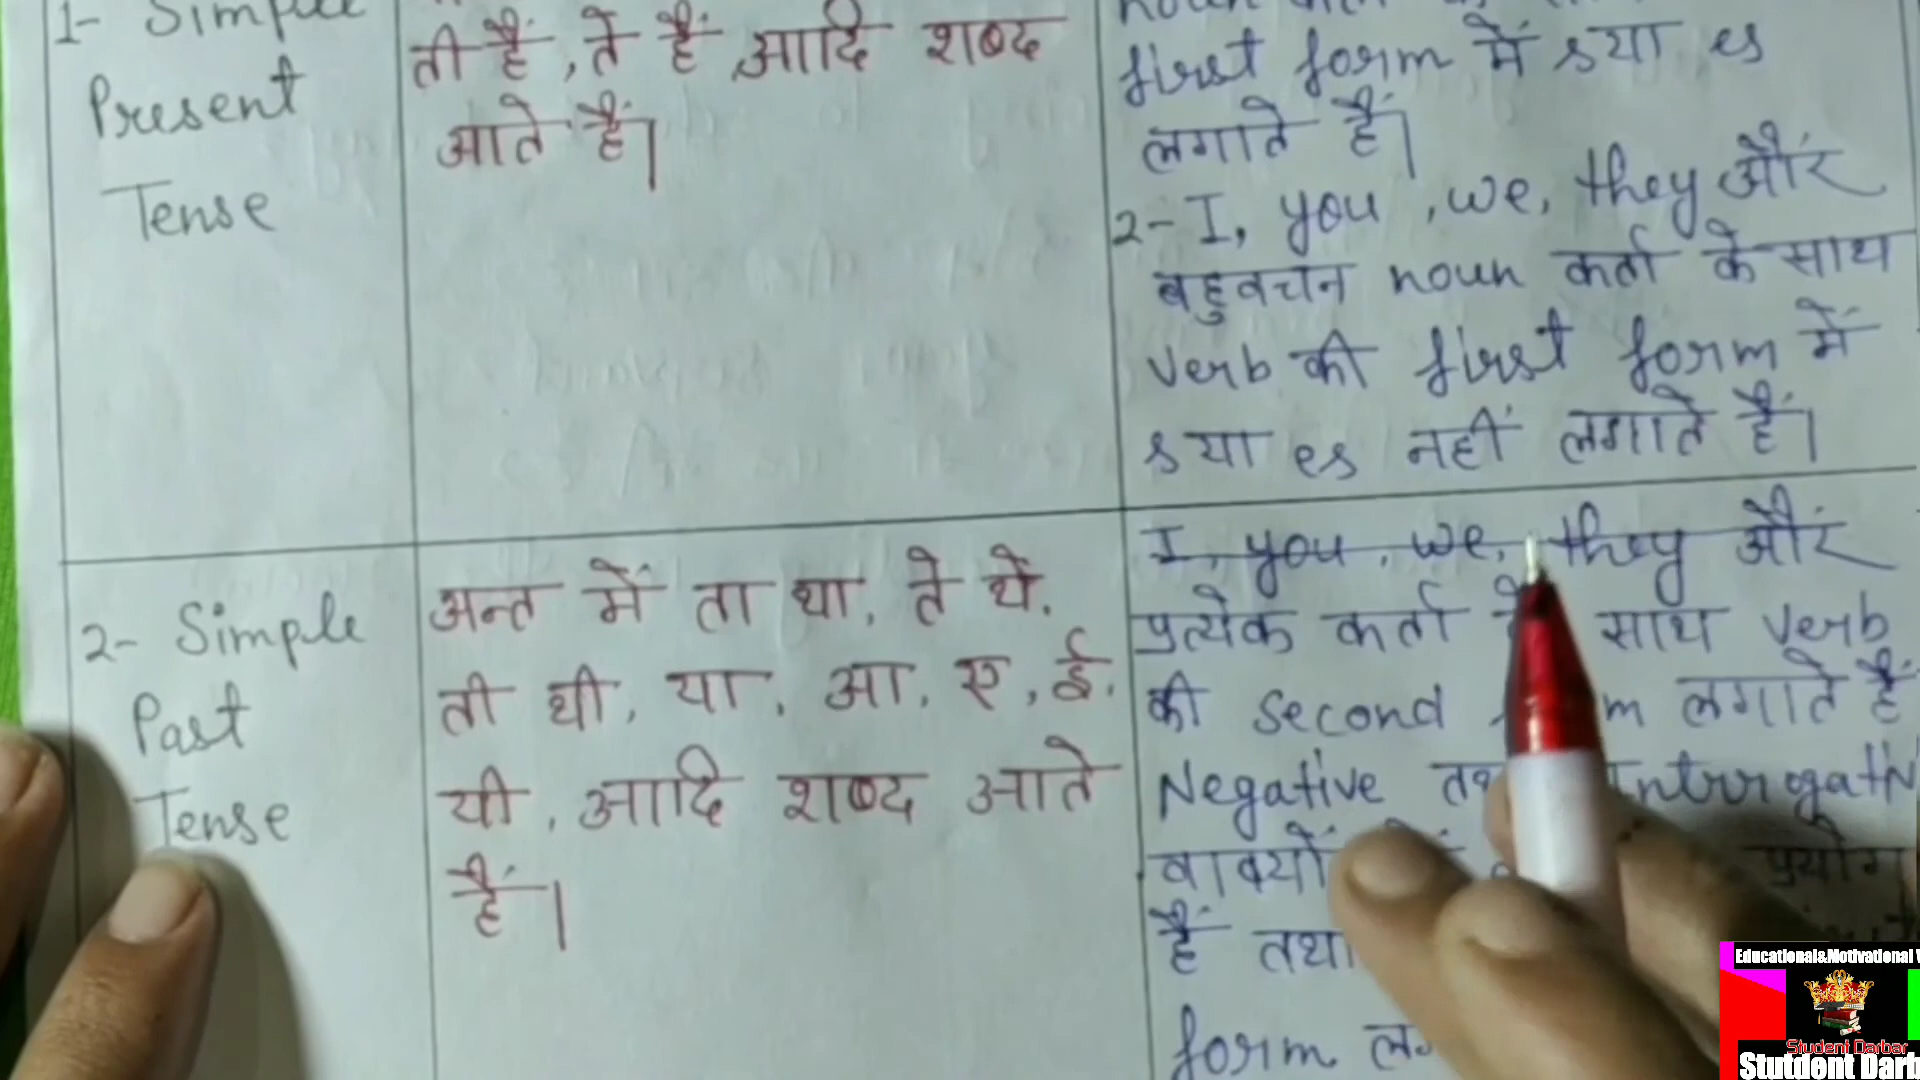 1- Simple
Present
Tense
ती हैं, ते हैं, आदि शब्द
आते हैं।
first form में s या es
लगाते हैं।
2- I, you, we, they और
बहुवचन noun कर्ता के साथ
verb की first form में
s या es नहीं लगाते हैं।
2- Simple
Past
Tense
अन्त में ता था, ते थे,
ती थी, या, आ, ए, ई,
यी, आदि शब्द आते
हैं।
I, you, we, they और
प्रत्येक कर्ता साथ verb
की second लगाते हैं
Negative
वाक्यों प्रयोग
हैं तथा
form
Educational&Motivational
Student Darbar
Stutdent Darb